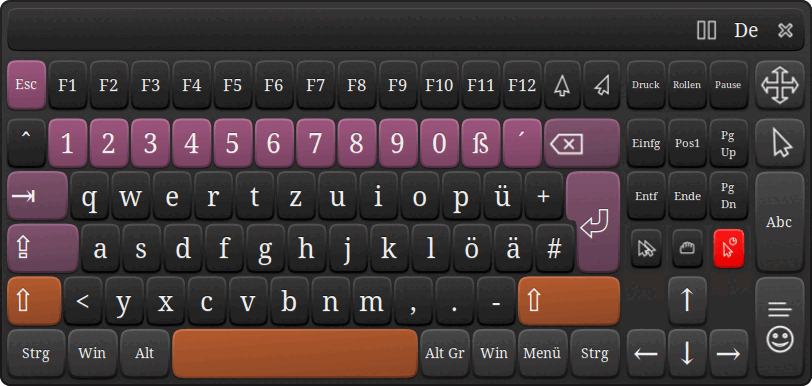 De
Esc F1 F2 F3 F4 F5 F6 F7 F8 F9 F10 F11 F12 Druck Rollen Pause
^ 1 2 3 4 5 6 7 8 9 0 ß ´ Einfg Pos1 Pg Up
q w e r t z u i o p ü + Entf Ende Pg Dn
Abc
a s d f g h j k l ö ä #
< y x c v b n m , . - ↑
Strg Win Alt Alt Gr Win Menü Strg ← ↓ →